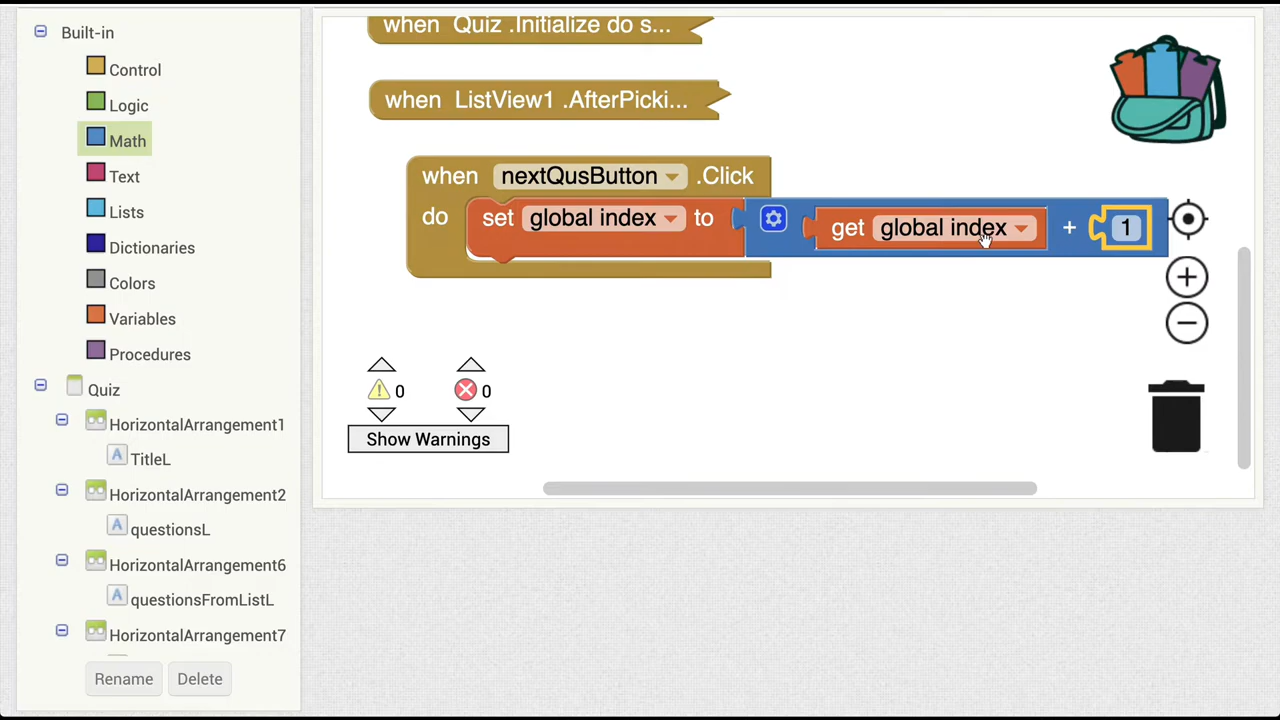 Built-in
Control
Logic
Math
Text
Lists
Dictionaries
Colors
Variables
Procedures
Quiz
HorizontalArrangement1
TitleL
HorizontalArrangement2
questionsL
HorizontalArrangement6
questionsFromListL
HorizontalArrangement7
Rename Delete
when Quiz .Initialize do s...
when ListView1 .AfterPicki...
when nextQusButton .Click
do set global index to get global index + 1
0 0
Show Warnings